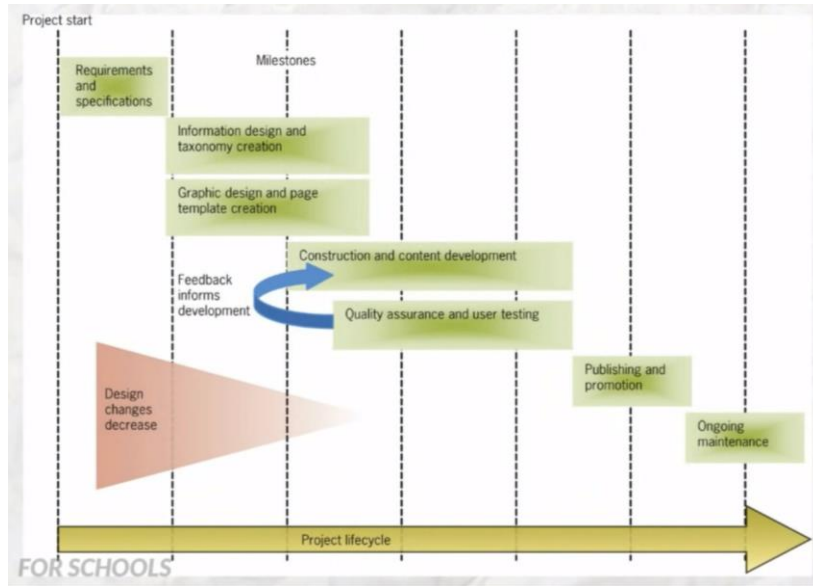 Project start
Milestones
Requirements
and
specifications
Information design and
taxonomy creation
Graphic design and page
template creation
Construction and content development
Feedback
informs
development
Quality assurance and user testing
Publishing and
promotion
Design
changes
decrease
Ongoing
maintenance
Project lifecycle
FOR SCHOOLS